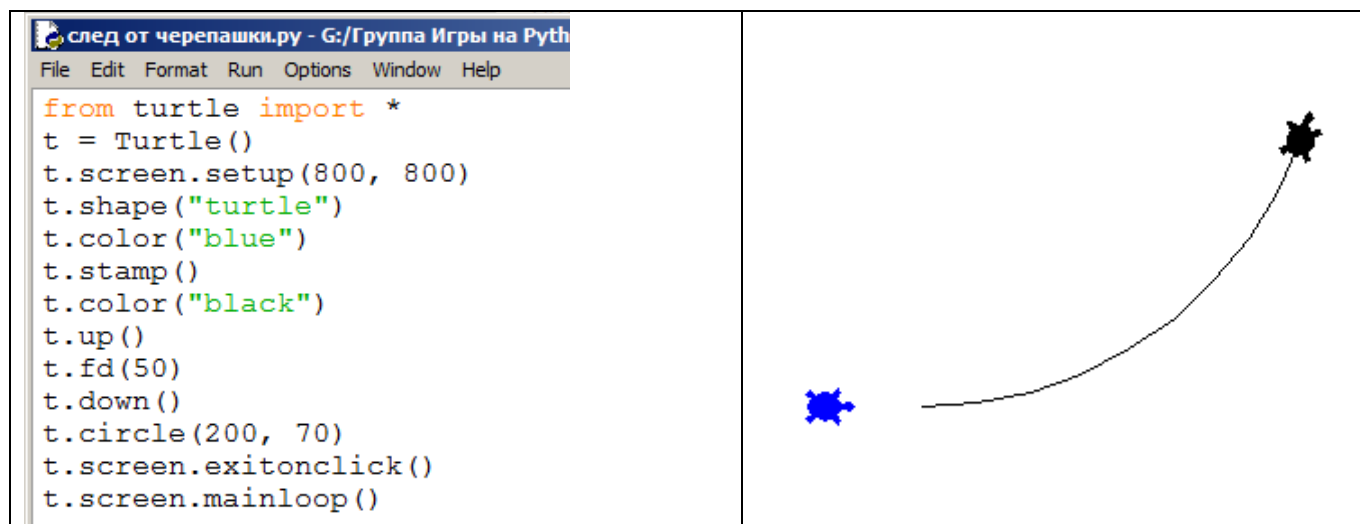 след от черепашки.py - G:/Группа Игры на Pyth
File Edit Format Run Options Window Help
from turtle import *
t = Turtle()
t.screen.setup(800, 800)
t.shape("turtle")
t.color("blue")
t.stamp()
t.color("black")
t.up()
t.fd(50)
t.down()
t.circle(200, 70)
t.screen.exitonclick()
t.screen.mainloop()